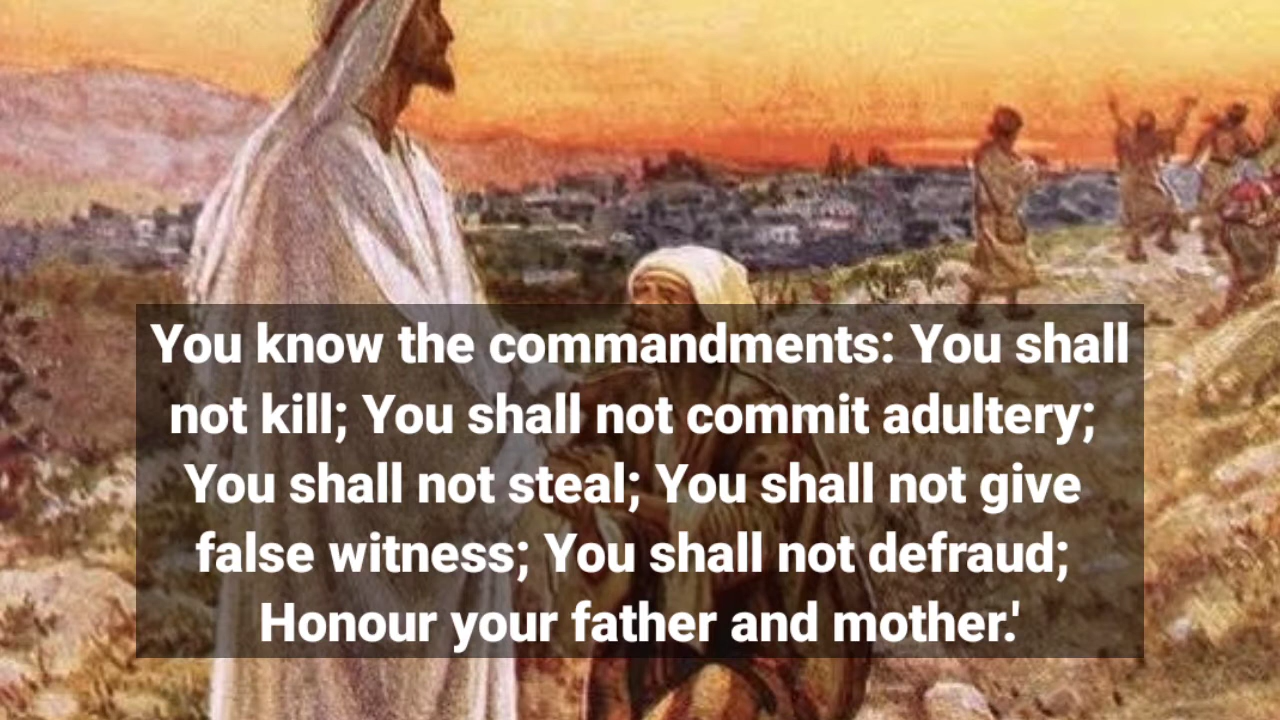 You know the commandments: You shall
not kill; You shall not commit adultery;
You shall not steal; You shall not give
false witness; You shall not defraud;
Honour your father and mother.'